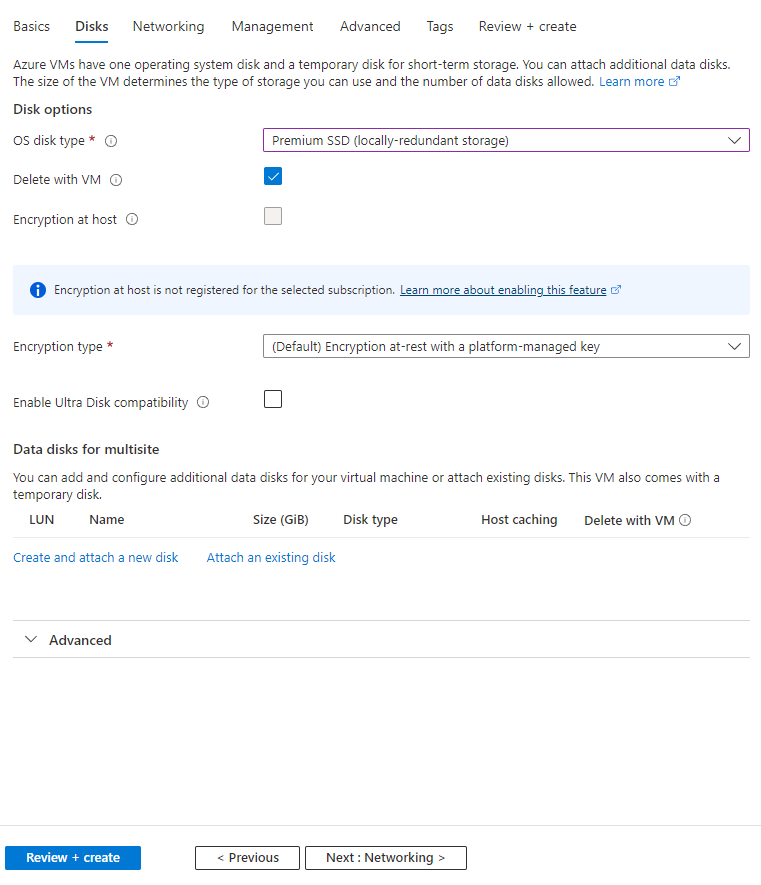 Basics Disks Networking Management Advanced Tags Review + create
Azure VMs have one operating system disk and a temporary disk for short-term storage. You can attach additional data disks.
The size of the VM determines the type of storage you can use and the number of data disks allowed. Learn more
Disk options
OS disk type * Premium SSD (locally-redundant storage)
Delete with VM
Encryption at host
Encryption at host is not registered for the selected subscription. Learn more about enabling this feature
Encryption type * (Default) Encryption at-rest with a platform-managed key
Enable Ultra Disk compatibility
Data disks for multisite
You can add and configure additional data disks for your virtual machine or attach existing disks. This VM also comes with a
temporary disk.
LUN Name Size (GiB) Disk type Host caching Delete with VM
Create and attach a new disk Attach an existing disk
Advanced
Review + create < Previous Next : Networking >